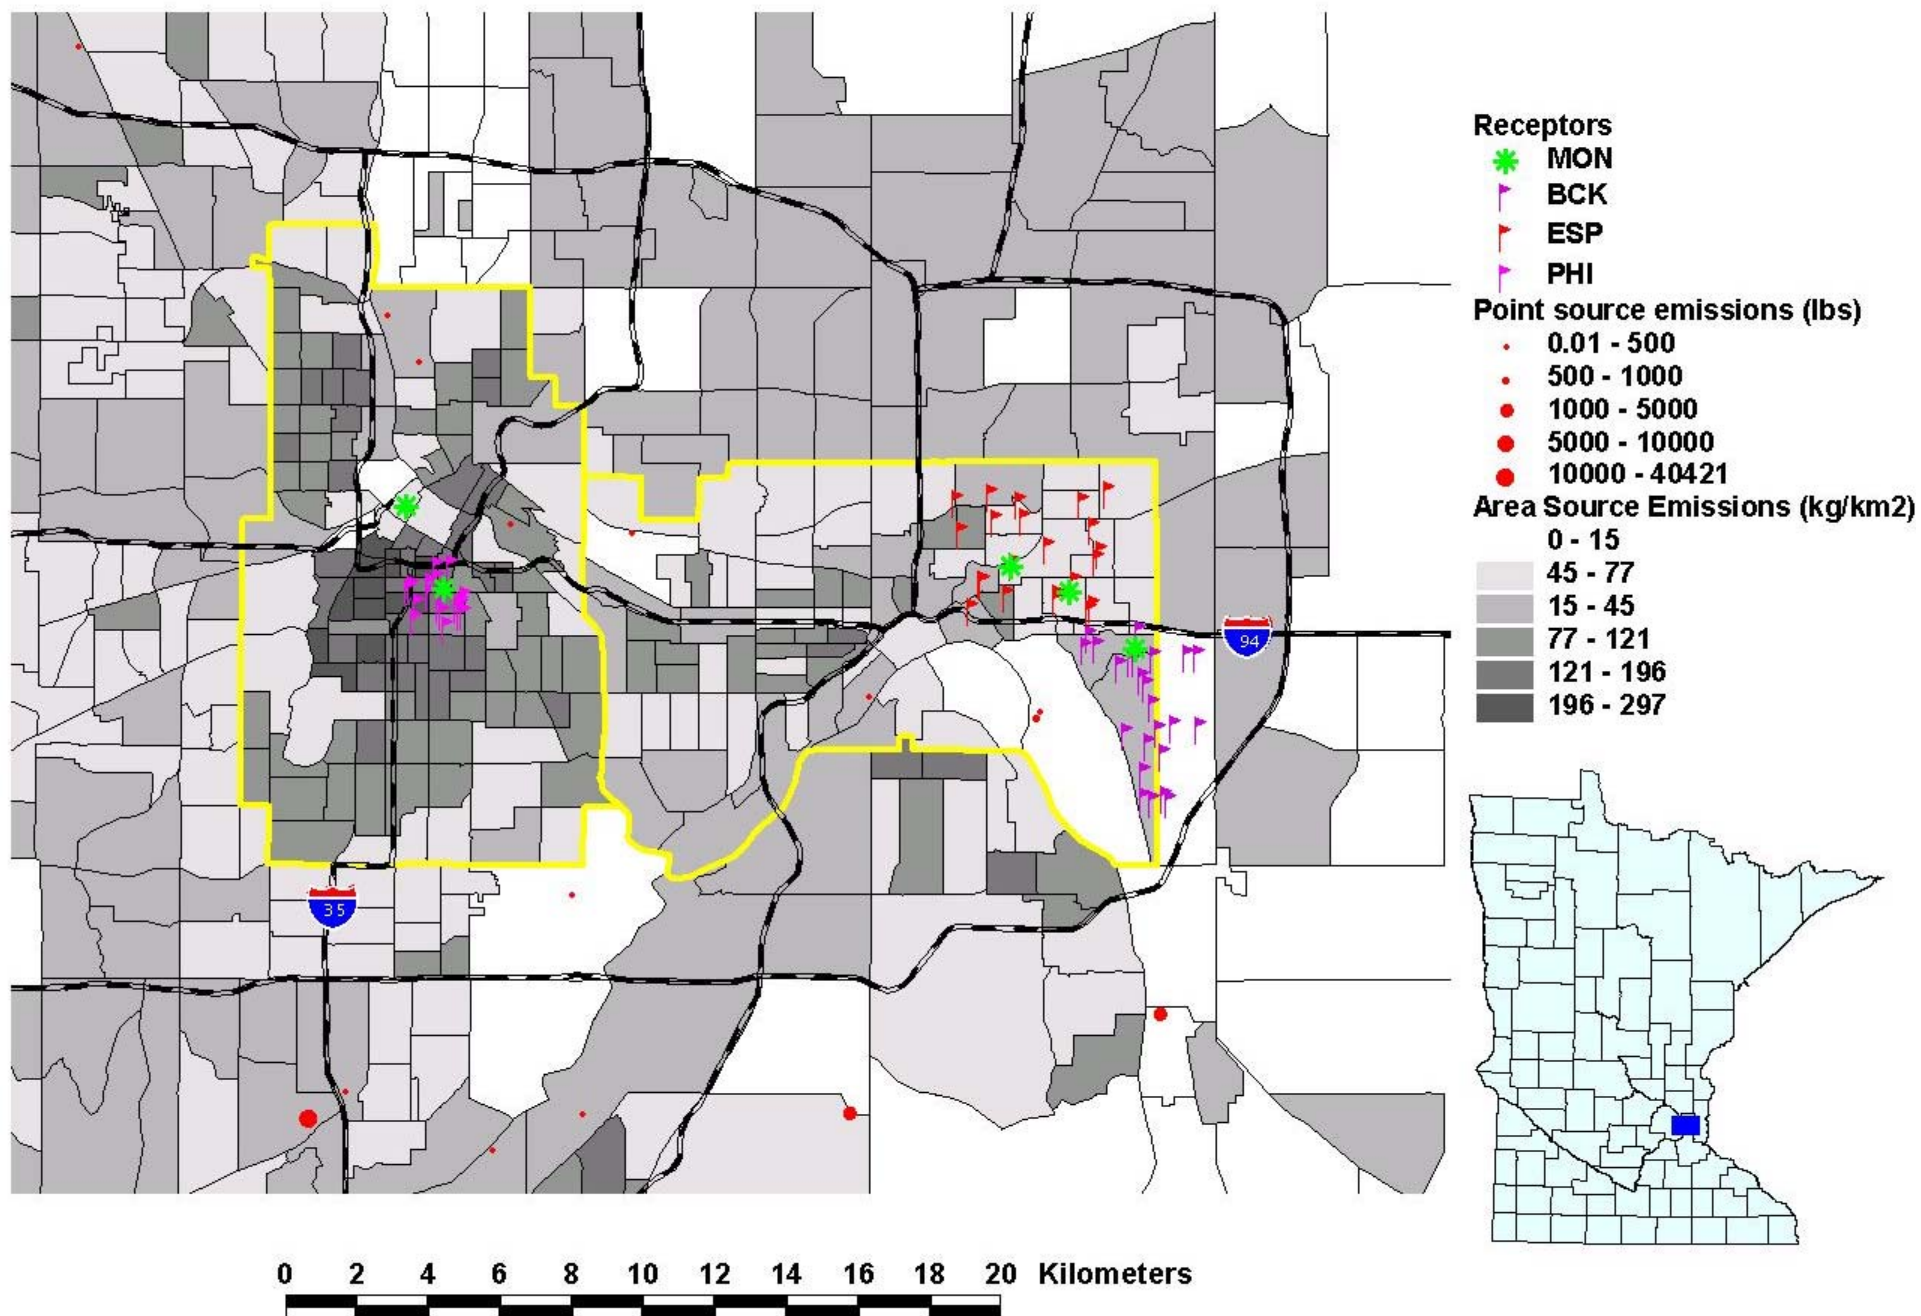 Receptors
MON
BCK
ESP
PHI
Point source emissions (lbs)
0.01 - 500
500 - 1000
1000 - 5000
5000 - 10000
10000 - 40421
Area Source Emissions (kg/km2)
0 - 15
45 - 77
15 - 45
77 - 121
121 - 196
196 - 297
94
35
0 2 4 6 8 10 12 14 16 18 20 Kilometers